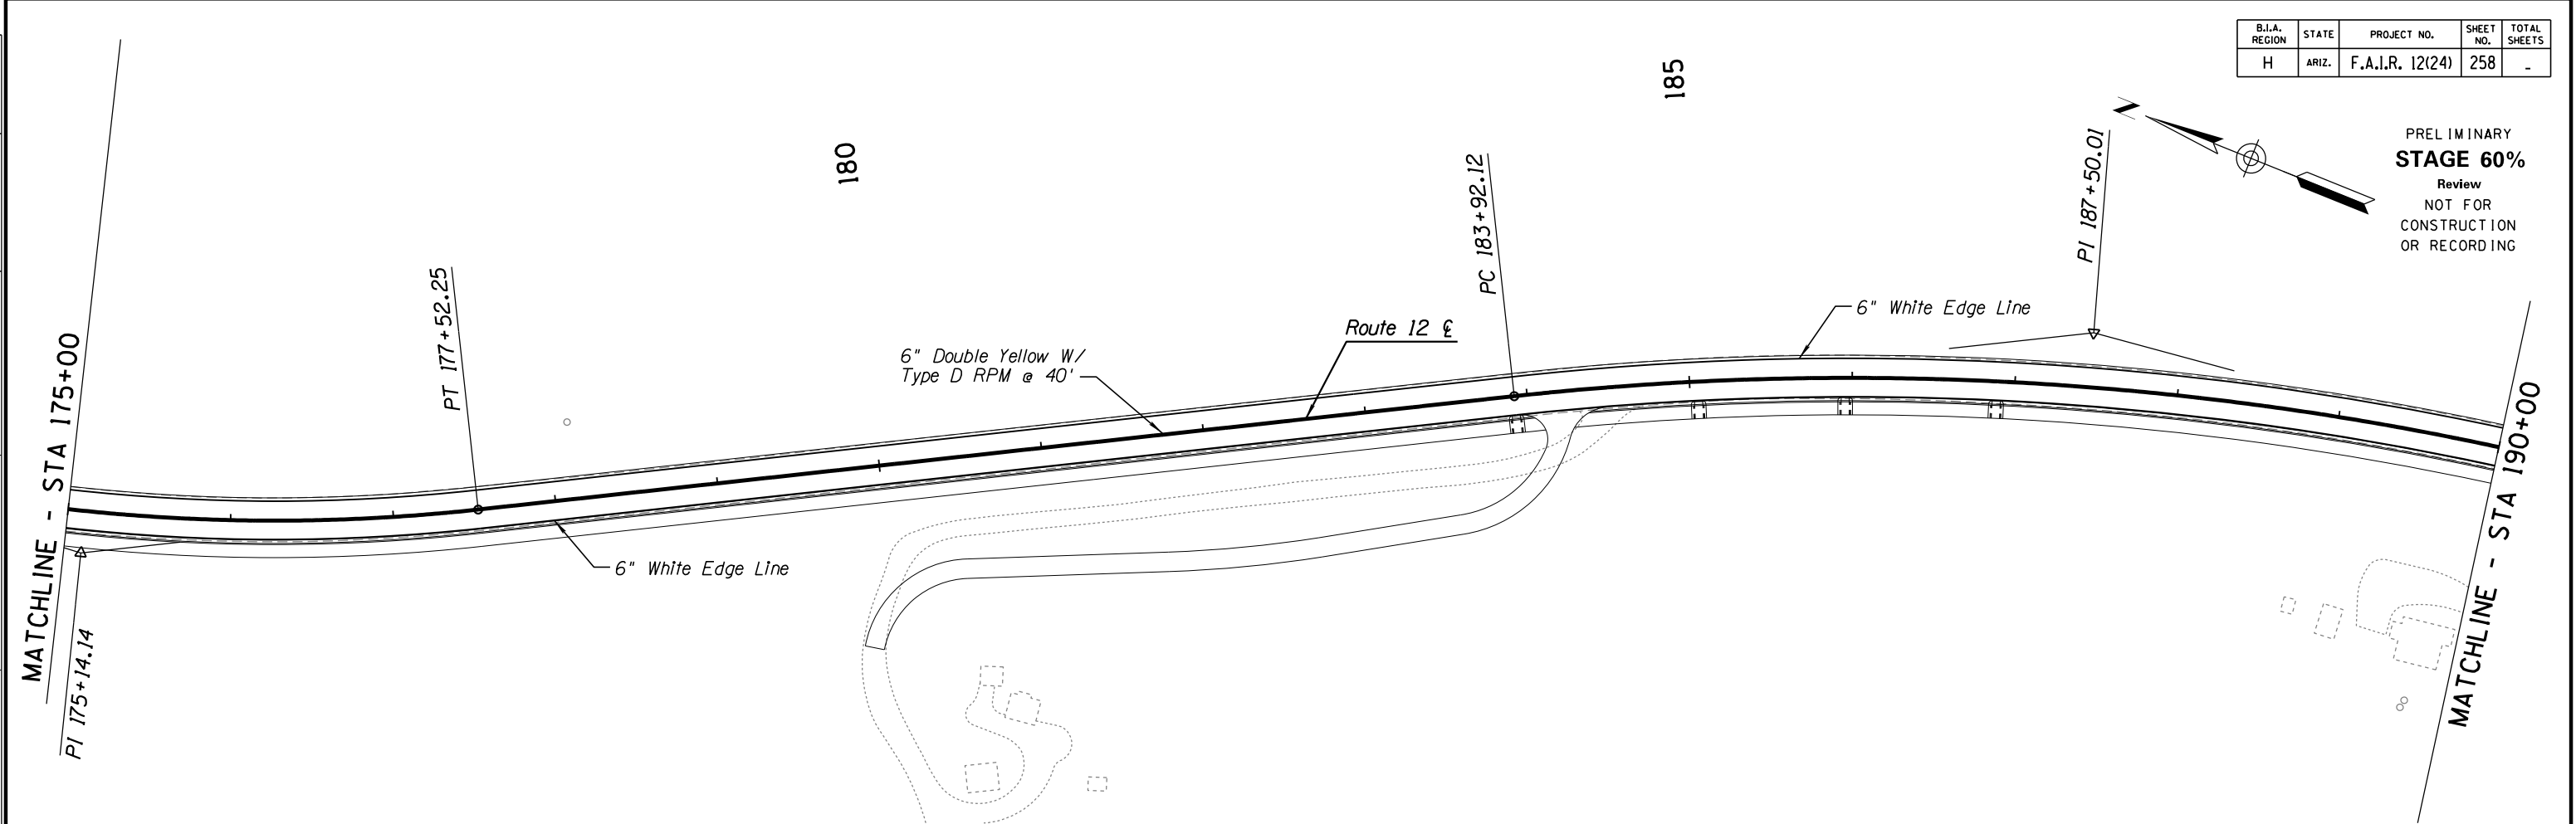 B.I.A. REGION
STATE
PROJECT NO.
SHEET NO.
TOTAL SHEETS
H
ARIZ.
F.A.I.R. 12(24)
258
-
PRELIMINARY
STAGE 60%
Review
NOT FOR
CONSTRUCTION
OR RECORDING
N
180
185
MATCHLINE - STA 175+00
PI 175+14.14
PT 177+52.25
6" Double Yellow W/
Type D RPM @ 40'
Route 12 ℄
PC 183+92.12
6" White Edge Line
PI 187+50.01
6" White Edge Line
MATCHLINE - STA 190+00